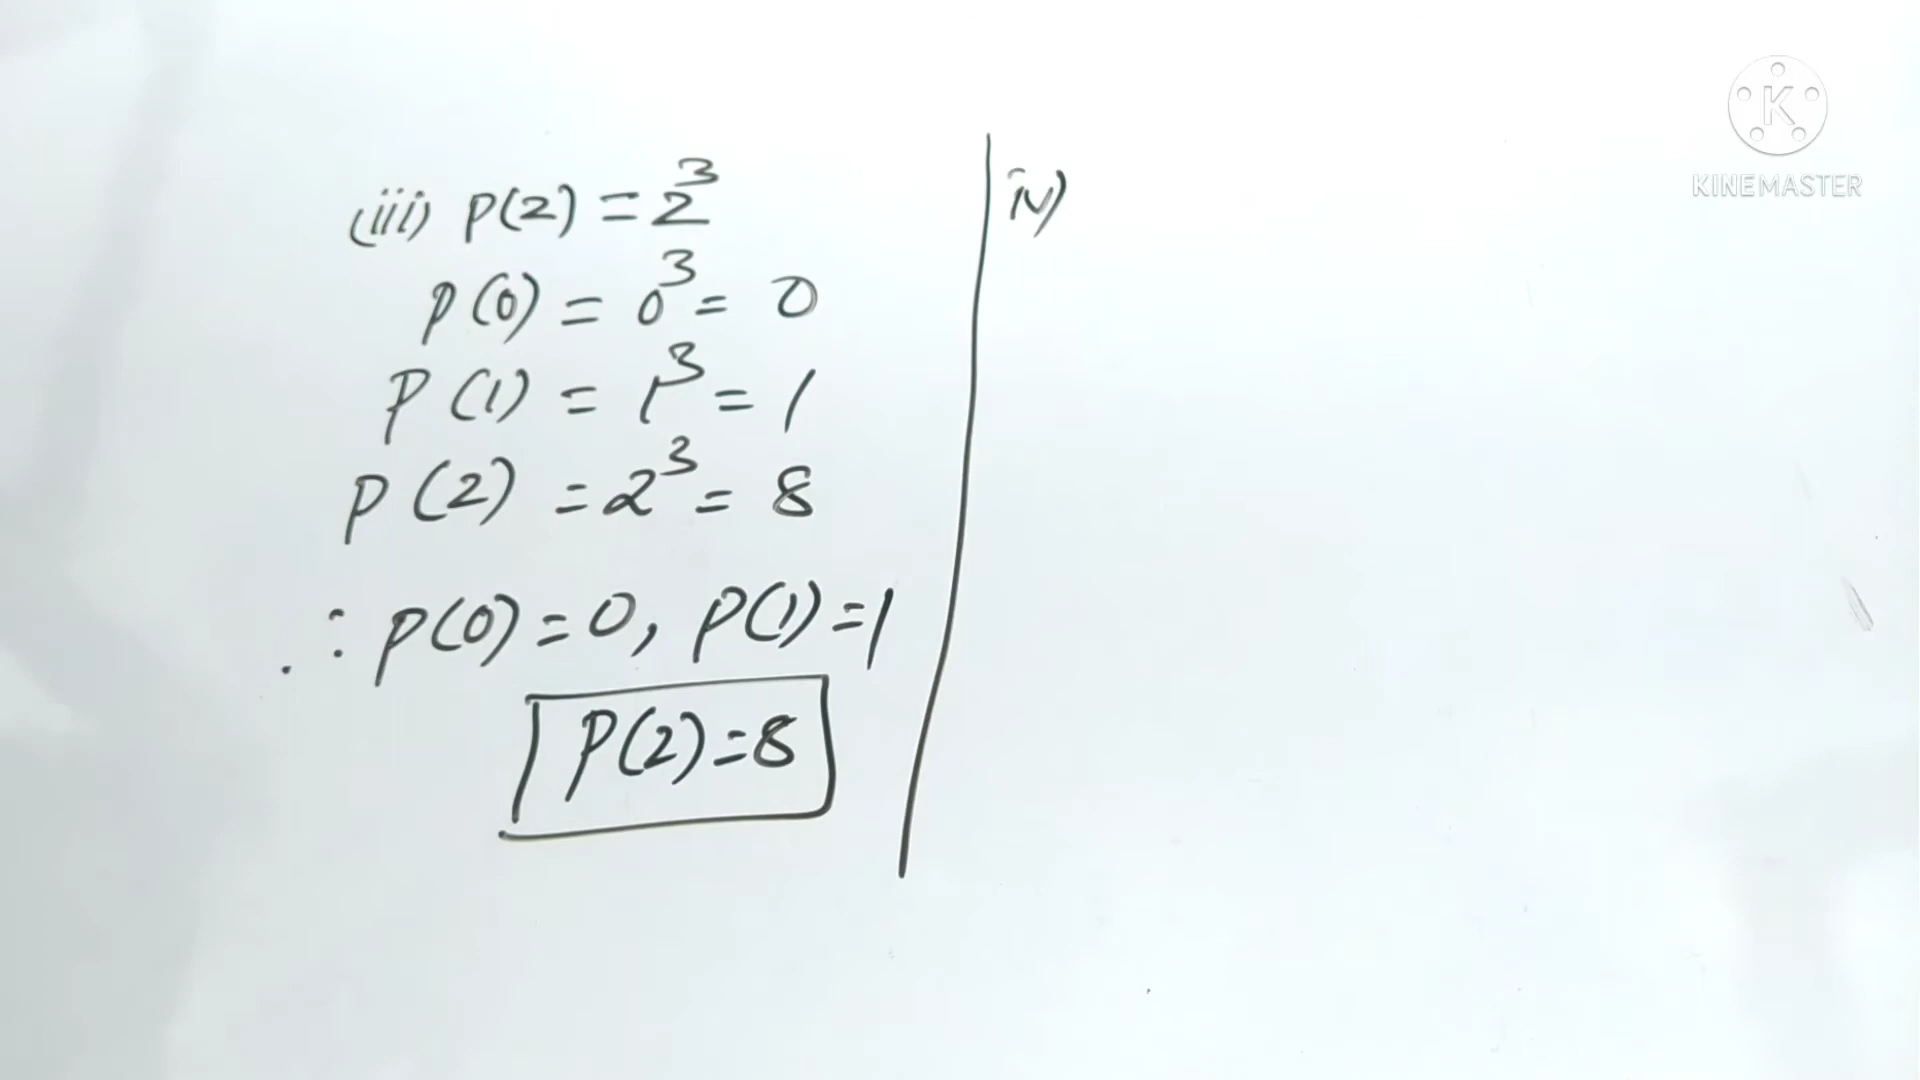 (iii) P(2) = 2³
P(0) = 0³ = 0
P(1) = 1³ = 1
P(2) = 2³ = 8
∴ P(0) = 0, P(1) = 1
P(2) = 8
iv)
KINEMASTER